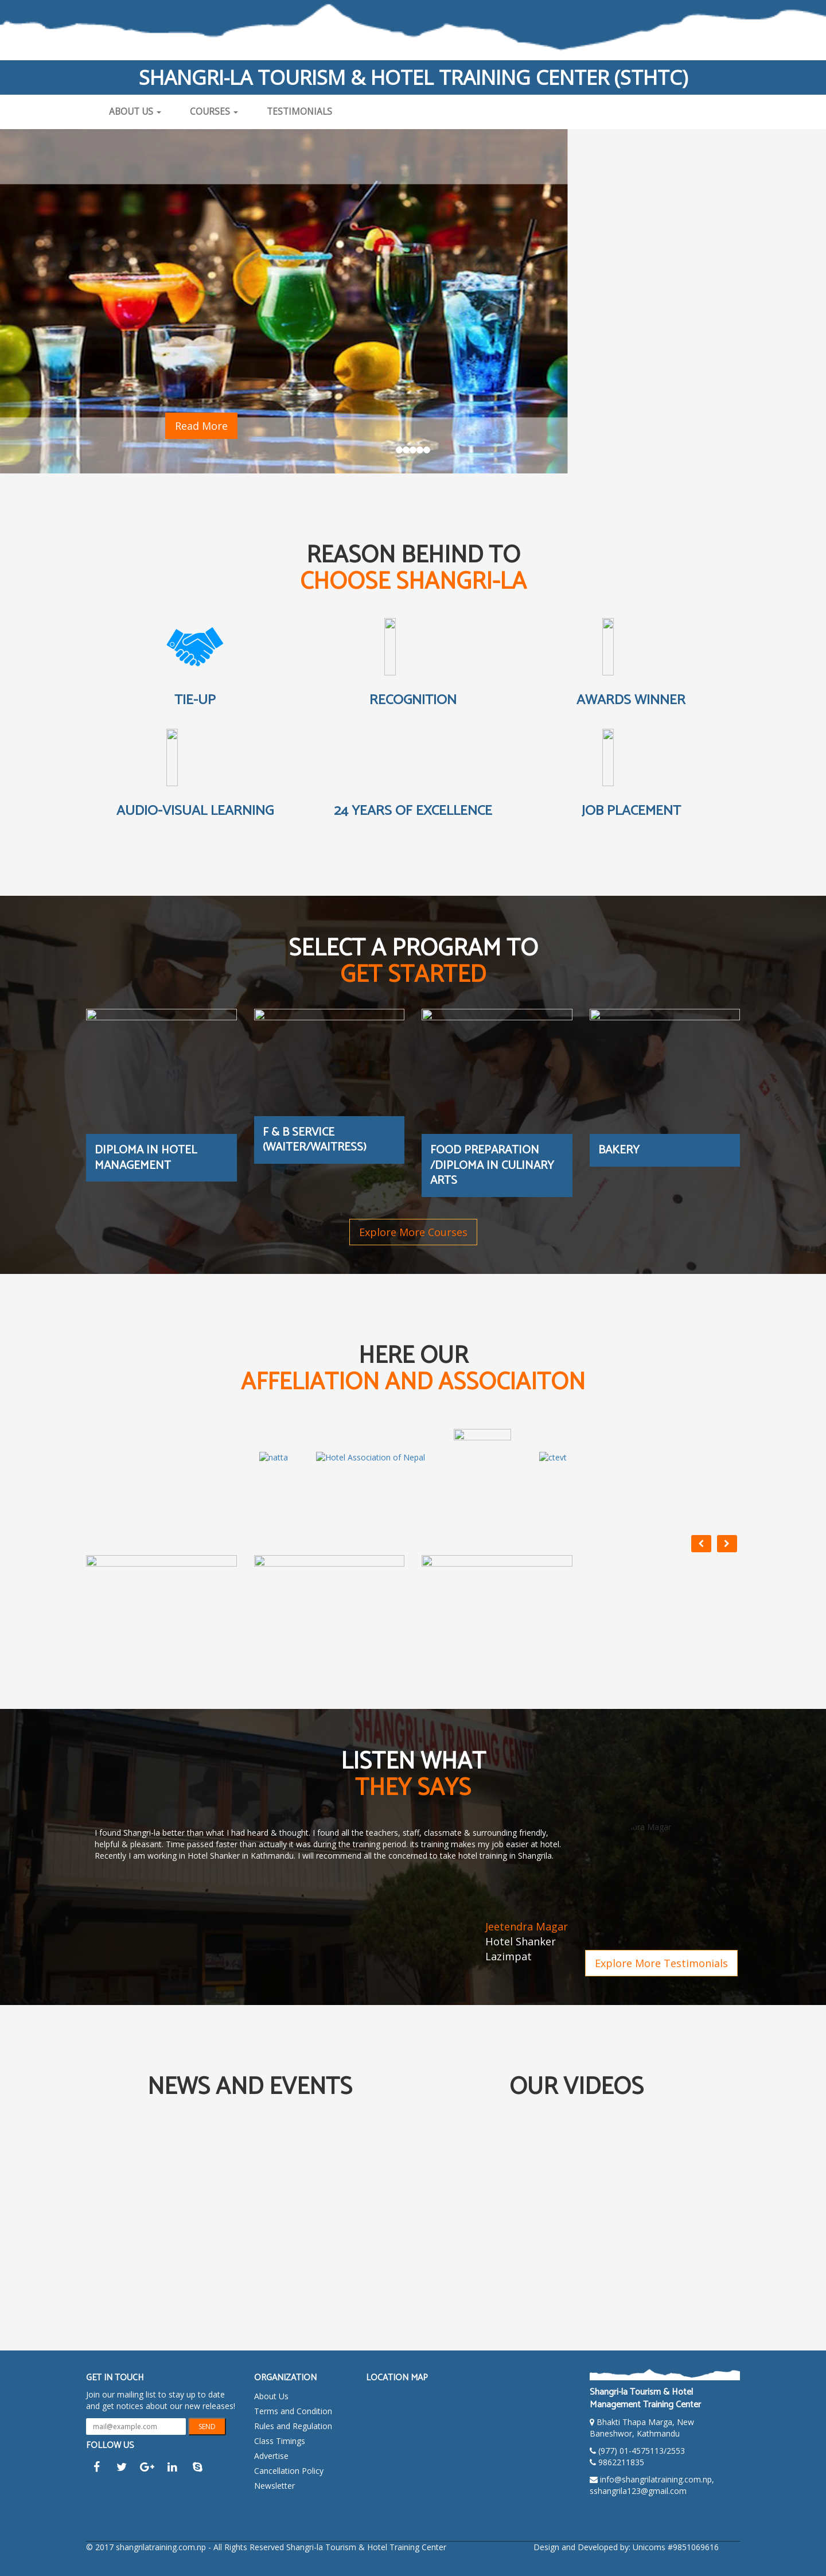 SHANGRI-LA TOURISM & HOTEL TRAINING CENTER (STHTC)
ABOUT US
COURSES
TESTIMONIALS
Read More
REASON BEHIND TO
CHOOSE SHANGRI-LA
TIE-UP
RECOGNITION
AWARDS WINNER
AUDIO-VISUAL LEARNING
24 YEARS OF EXCELLENCE
JOB PLACEMENT
SELECT A PROGRAM TO
GET STARTED
DIPLOMA IN HOTEL
MANAGEMENT
F & B SERVICE
(WAITER/WAITRESS)
FOOD PREPARATION
/DIPLOMA IN CULINARY
ARTS
BAKERY
Explore More Courses
HERE OUR
AFFELIATION AND ASSOCIAITON
natta
Hotel Association of Nepal
ctevt
SHANGRI-LA TRAINING CENT
LISTEN WHAT
THEY SAYS
I found Shangri-la better than what I had heard & thought. I found all the teachers, staff, classmate & surrounding friendly,
helpful & pleasant. Time passed faster than actually it was during the training period. its training makes my job easier at hotel.
Recently I am working in Hotel Shanker in Kathmandu. I will recommend all the concerned to take hotel training in Shangrila.
Magar
Jeetendra Magar
Hotel Shanker
Lazimpat
Explore More Testimonials
NEWS AND EVENTS
OUR VIDEOS
GET IN TOUCH
Join our mailing list to stay up to date
and get notices about our new releases!
mail@example.com
SEND
FOLLOW US
ORGANIZATION
About Us
Terms and Condition
Rules and Regulation
Class Timings
Advertise
Cancellation Policy
Newsletter
LOCATION MAP
Shangri-la Tourism & Hotel
Management Training Center
Bhakti Thapa Marga, New
Baneshwor, Kathmandu
(977) 01-4575113/2553
9862211835
info@shangrilatraining.com.np,
sshangrila123@gmail.com
© 2017 shangrilatraining.com.np - All Rights Reserved Shangri-la Tourism & Hotel Training Center
Design and Developed by: Unicorns #9851069616